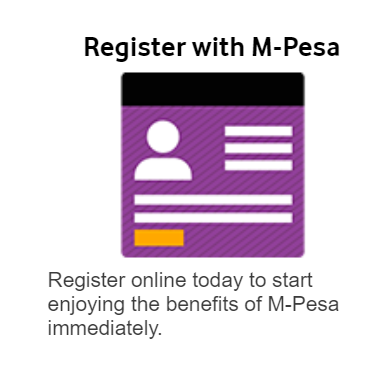 Register with M-Pesa
Register online today to start
enjoying the benefits of M-Pesa
immediately.